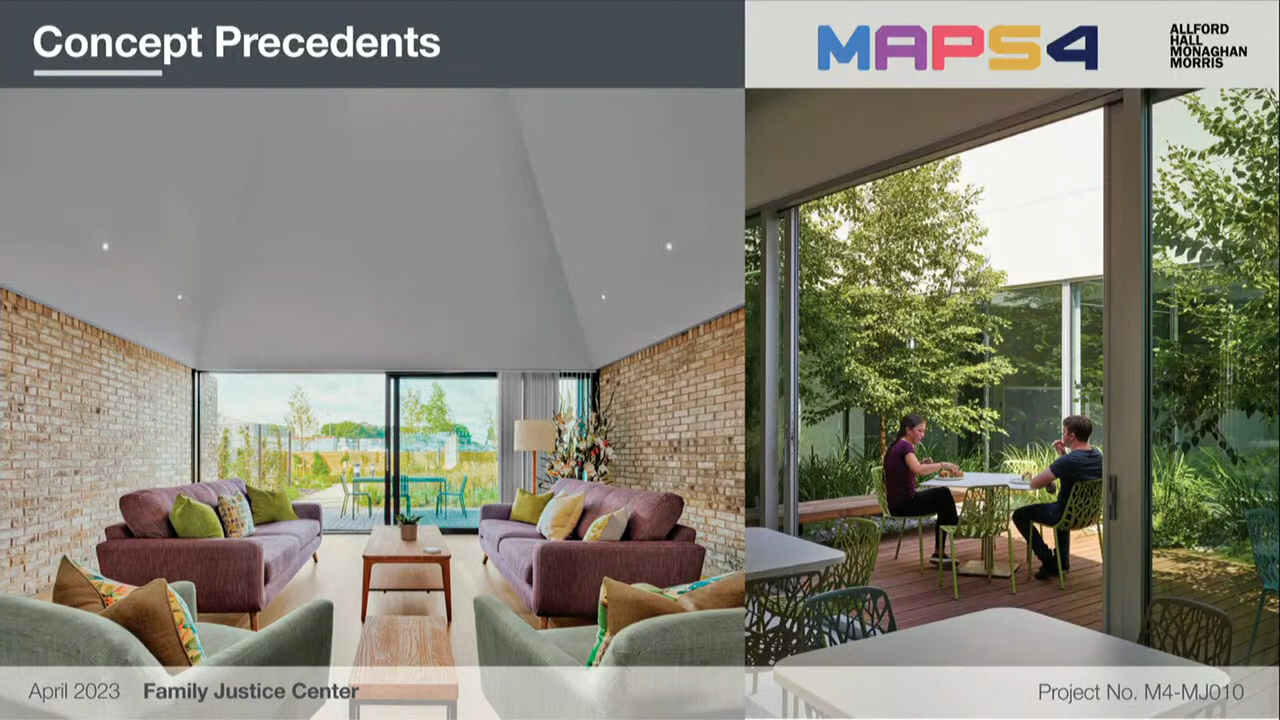 Concept Precedents
MAPS4
ALLFORD
HALL
MONAGHAN
MORRIS
April 2023 Family Justice Center
Project No. M4-MJ010